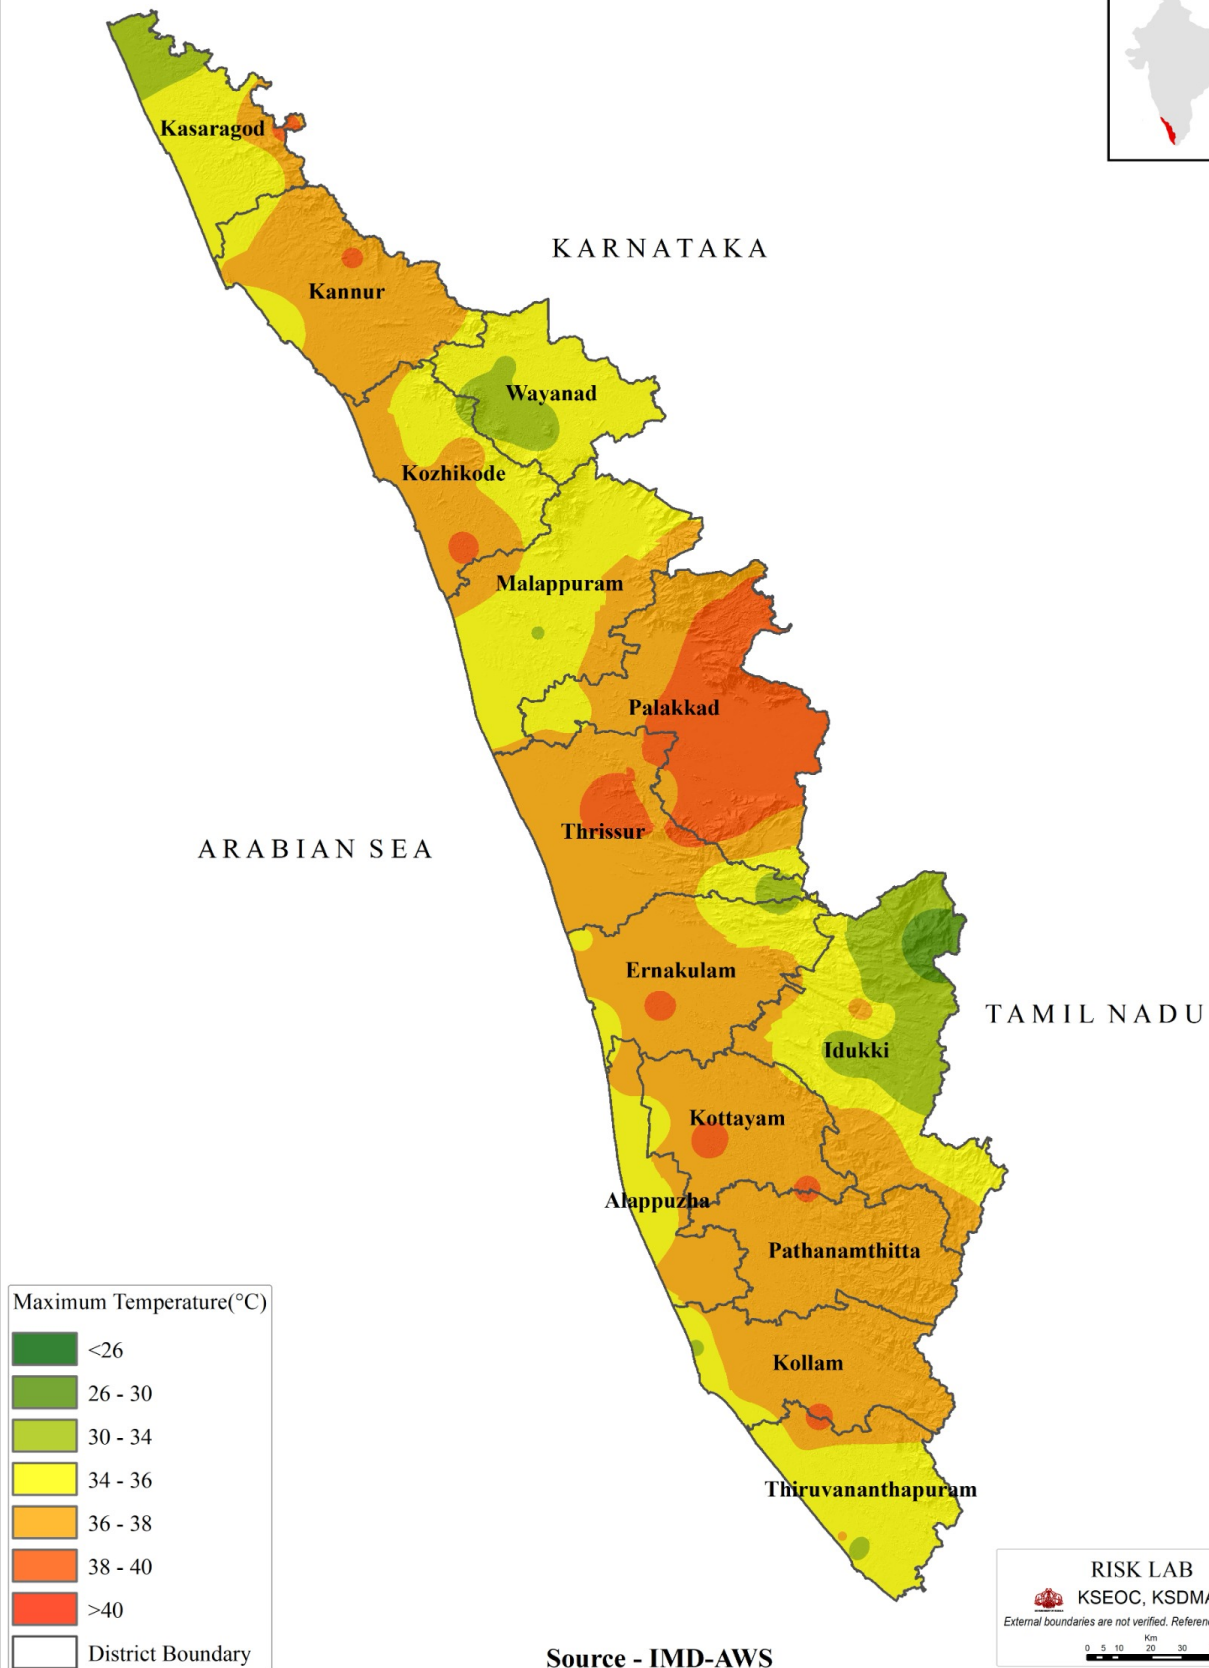 Kasaragod
KARNATAKA
Kannur
Wayanad
Kozhikode
Malappuram
Palakkad
Thrissur
ARABIAN SEA
Ernakulam
TAMIL NADU
Idukki
Kottayam
Alappuzha
Pathanamthitta
Kollam
Thiruvananthapuram
Maximum Temperature(°C)
<26
26 - 30
30 - 34
34 - 36
36 - 38
38 - 40
>40
District Boundary
Source - IMD-AWS
RISK LAB
KSEOC, KSDMA
External boundaries are not verified. Referenc
Km
0 5 10 20 30